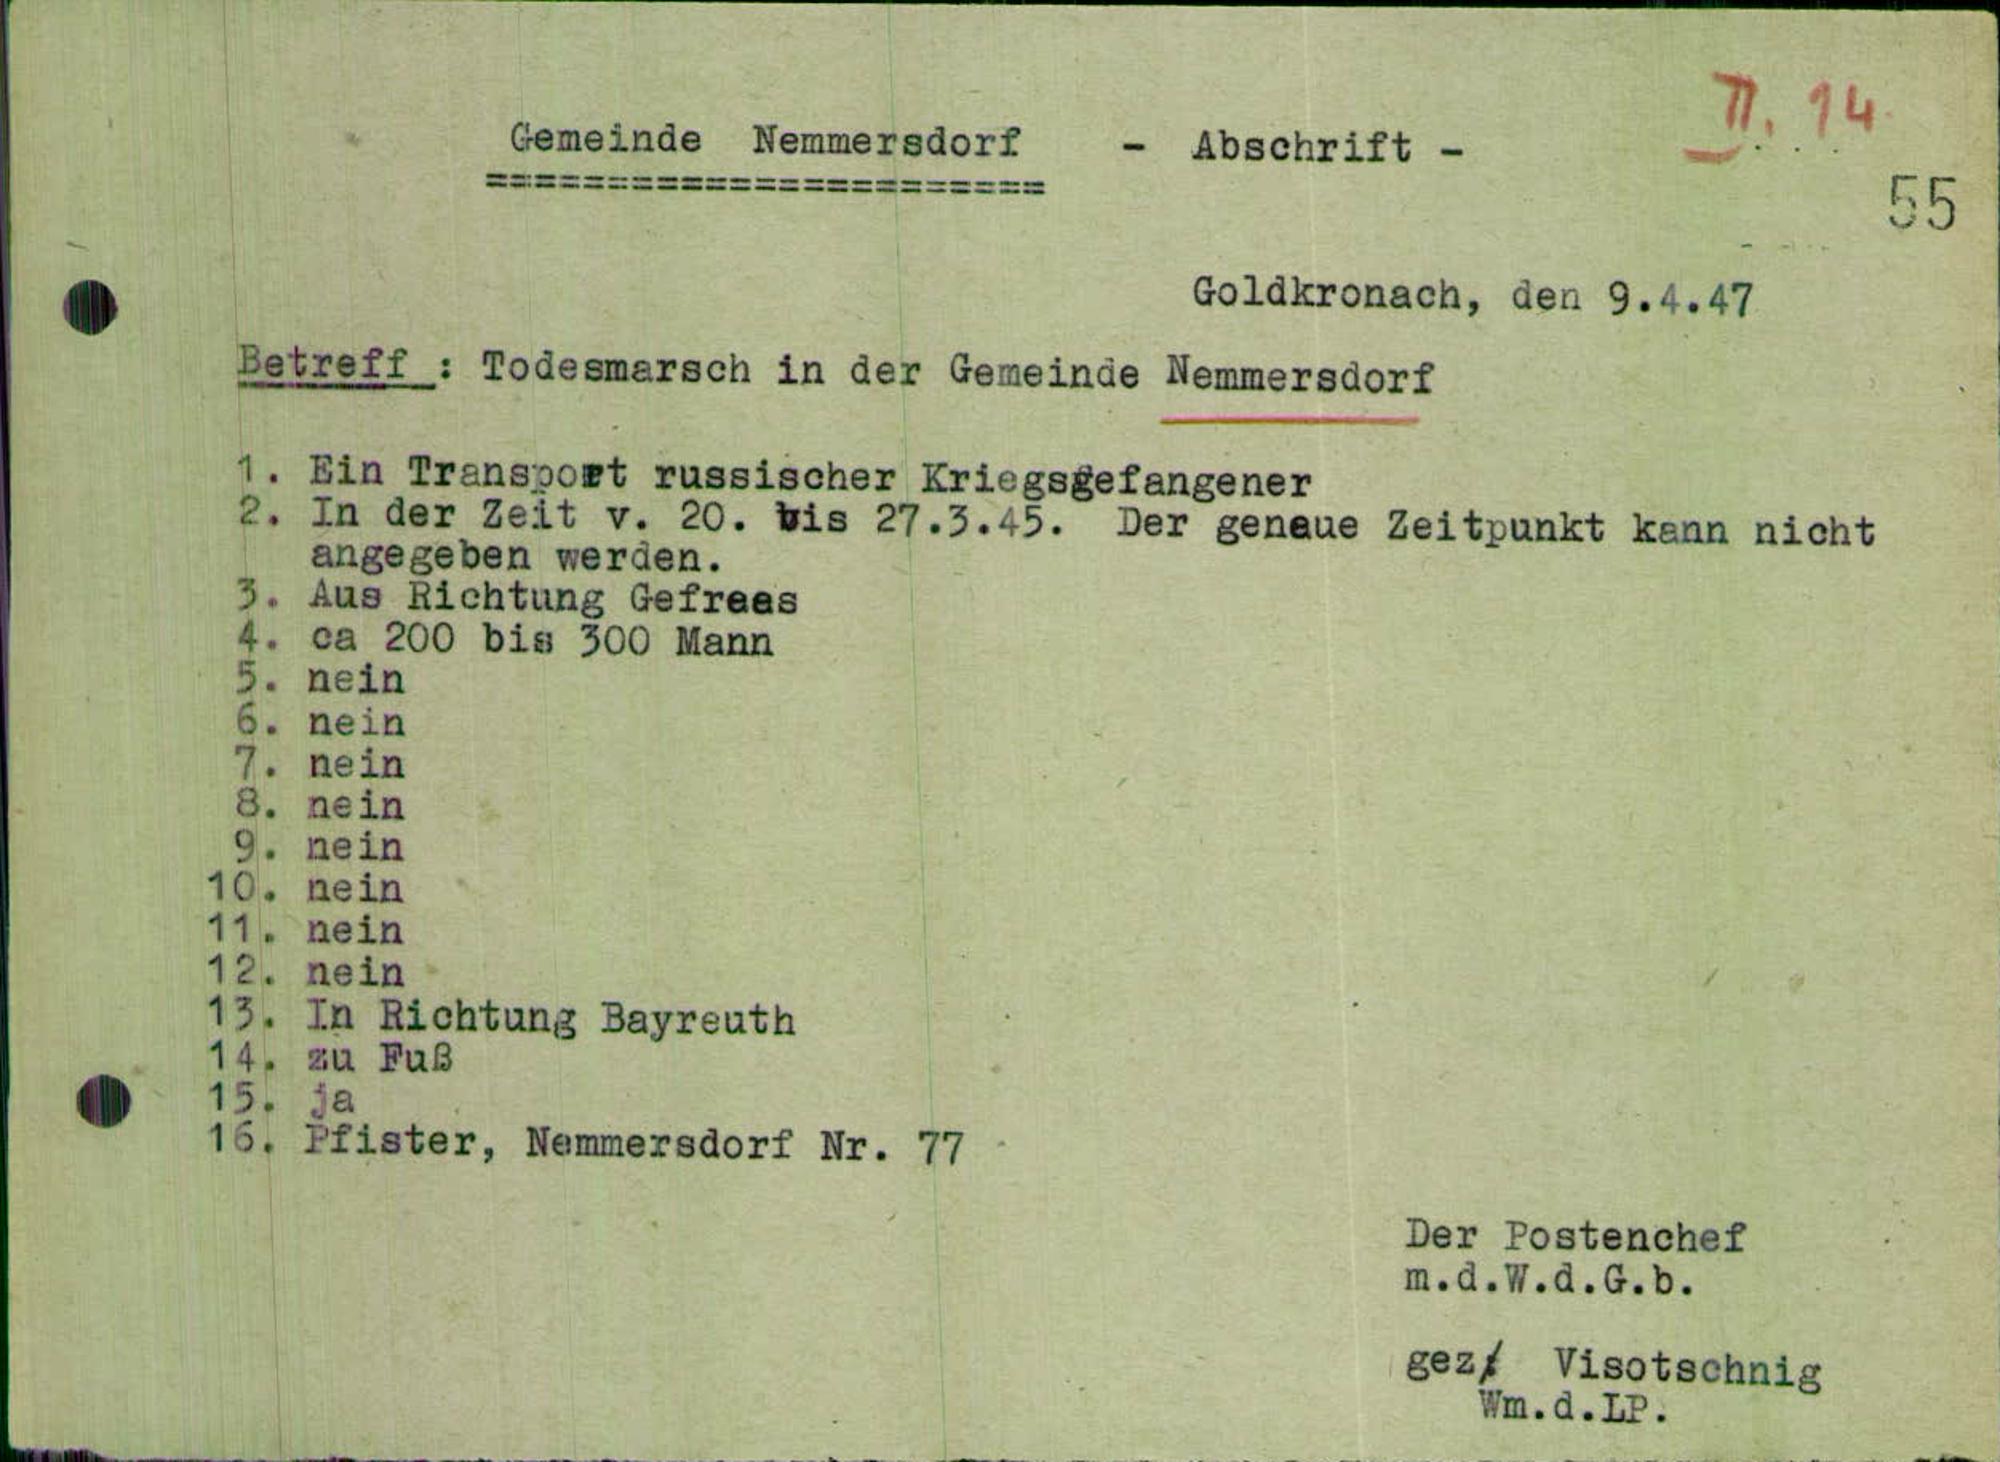 II. 14
Gemeinde Nemmersdorf - Abschrift -
=======================
55
Goldkronach, den 9.4.47
Betreff : Todesmarsch in der Gemeinde Nemmersdorf
1. Ein Transport russischer Kriegsgefangener
2. In der Zeit v. 20. bis 27.3.45. Der genaue Zeitpunkt kann nicht
angegeben werden.
3. Aus Richtung Gefrees
4. ca 200 bis 300 Mann
5. nein
6. nein
7. nein
8. nein
9. nein
10. nein
11. nein
12. nein
13. In Richtung Bayreuth
14. zu Fuß
15. ja
16. Pfister, Nemmersdorf Nr. 77
Der Postenchef
m.d.W.d.G.b.
gez/ Visotschnig
Wm.d.LP.